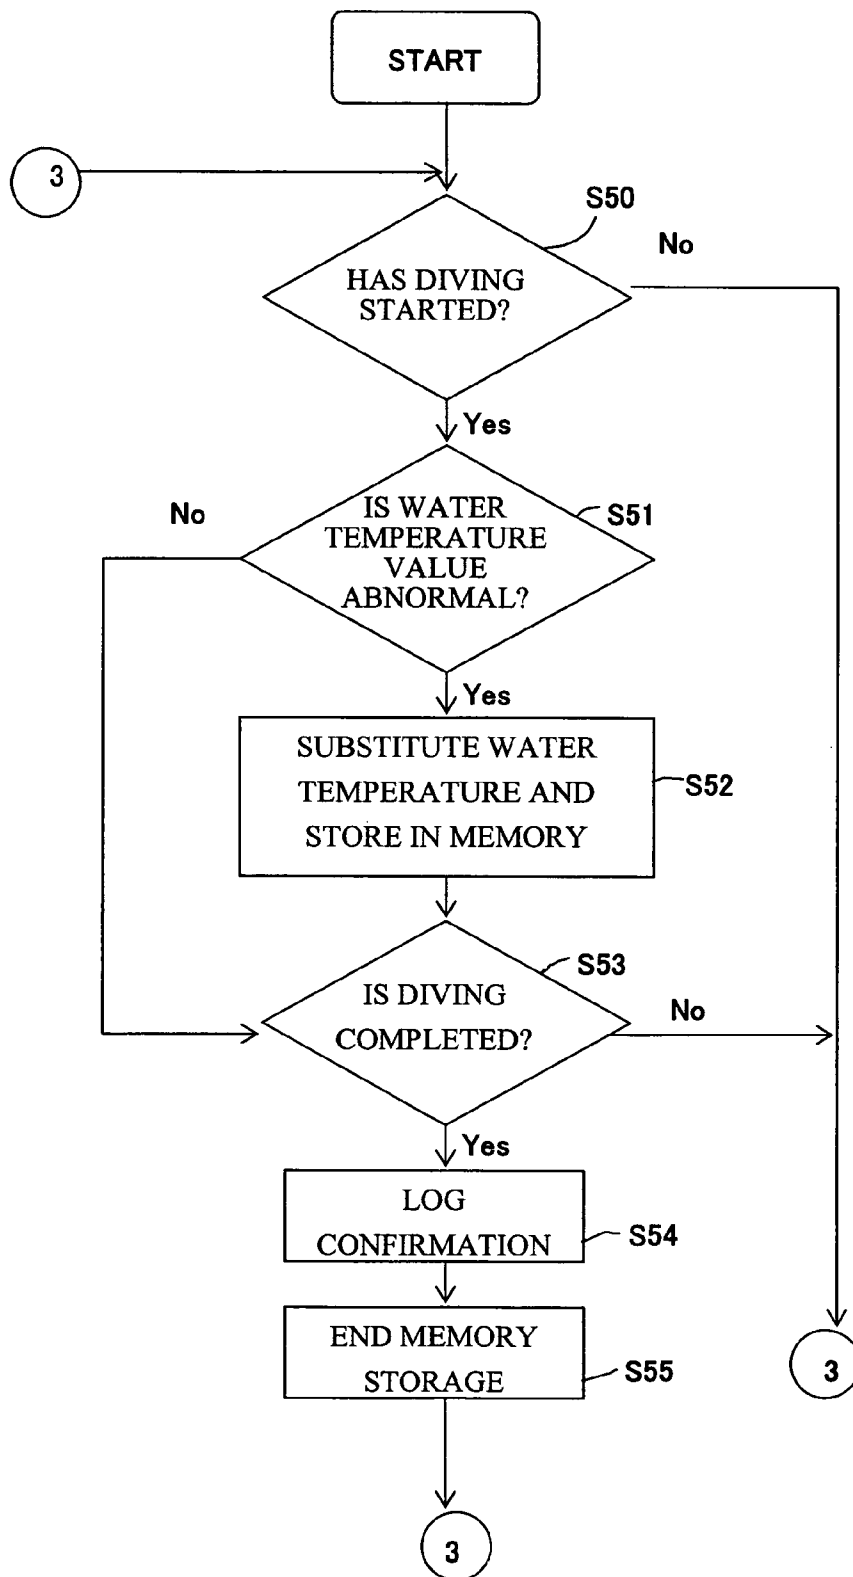 START
3
S50
No
HAS DIVING
STARTED?
Yes
No
S51
IS WATER
TEMPERATURE
VALUE
ABNORMAL?
Yes
SUBSTITUTE WATER
TEMPERATURE AND
STORE IN MEMORY
S52
S53
IS DIVING
COMPLETED?
No
Yes
LOG
CONFIRMATION
S54
END MEMORY
STORAGE
S55
3
3